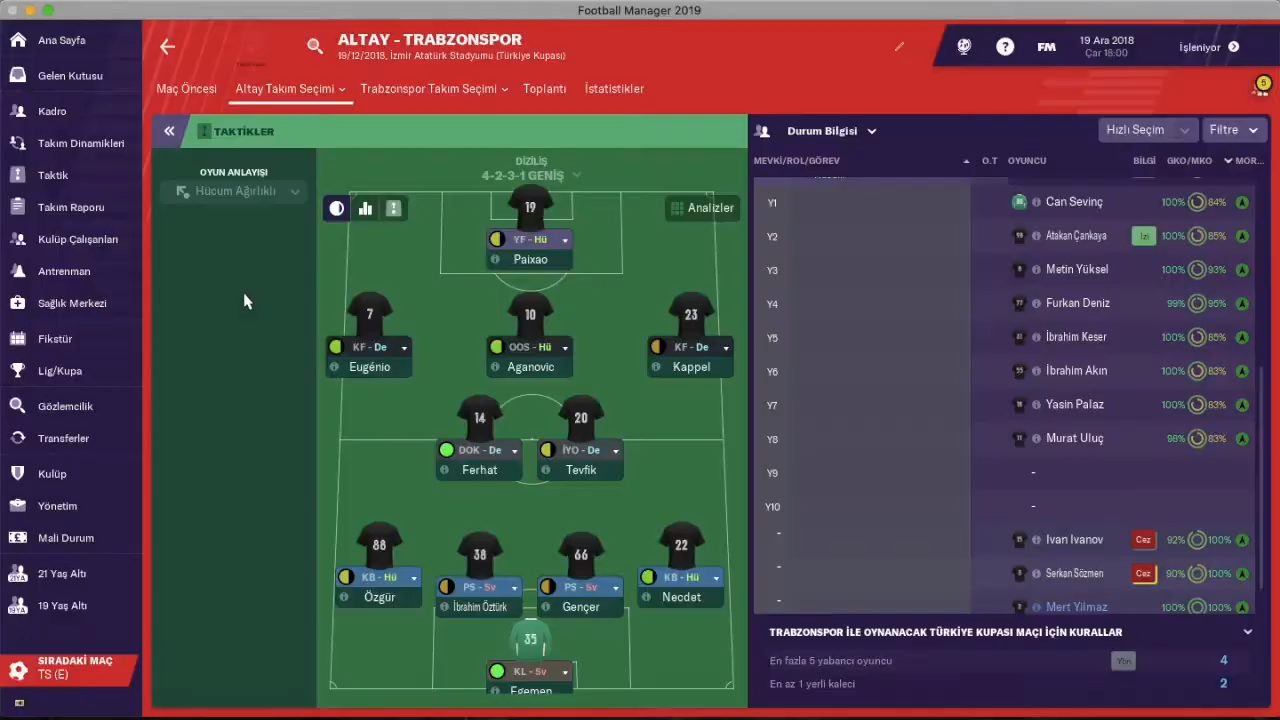 Football Manager 2019
Ana Sayfa
Gelen Kutusu
Kadro
Takım Dinamikleri
Taktik
Takım Raporu
Kulüp Çalışanları
Antrenman
Sağlık Merkezi
Fikstür
Lig/Kupa
Gözlemcilik
Transferler
Kulüp
Yönetim
Mali Durum
21 YAŞ
21 Yaş Altı
19 YAŞ
19 Yaş Altı
SIRADAKİ MAÇ
TS (E)
ALTAY - TRABZONSPOR
19/12/2018, İzmir Atatürk Stadyumu (Türkiye Kupası)
? FM
19 Ara 2018
Çar 18:00
İşleniyor
5
Maç Öncesi Altay Takım Seçimi Trabzonspor Takım Seçimi Toplantı İstatistikler
TAKTİKLER
OYUN ANLAYIŞI
Hücum Ağırlıklı
DİZİLİŞ
4-2-3-1 GENİŞ
Analizler
19
YF - Hü
Paixao
7 10 23
KF - De OOS - Hü KF - De
Eugénio Aganovic Kappel
14 20
DOK - De İYO - De
Ferhat Tevfik
88 38 66 22
KB - Hü PS - Sv PS - Sv KB - Hü
Özgür İbrahim Öztürk Gençer Necdet
35
KL - Sv
Egemen
Durum Bilgisi Hızlı Seçim Filtre
MEVKİ/ROL/GÖREV O.T OYUNCU BİLGİ GKO/MKO MOR...
Y1 Can Sevinç 100% 84%
Y2 Atakan Çankaya İzl 100% 85%
Y3 Metin Yüksel 100% 93%
Y4 Furkan Deniz 99% 95%
Y5 İbrahim Keser 100% 85%
Y6 İbrahim Akın 100% 83%
Y7 Yasin Palaz 100% 83%
Y8 Murat Uluç 98% 83%
Y9 -
Y10 -
- Ivan Ivanov Cez 92% 100%
- Serkan Sözmen Cez 90% 100%
- Mert Yılmaz 100% 100%
TRABZONSPOR İLE OYNANACAK TÜRKİYE KUPASI MAÇI İÇİN KURALLAR
En fazla 5 yabancı oyuncu Ybn 4
En az 1 yerli kaleci 2